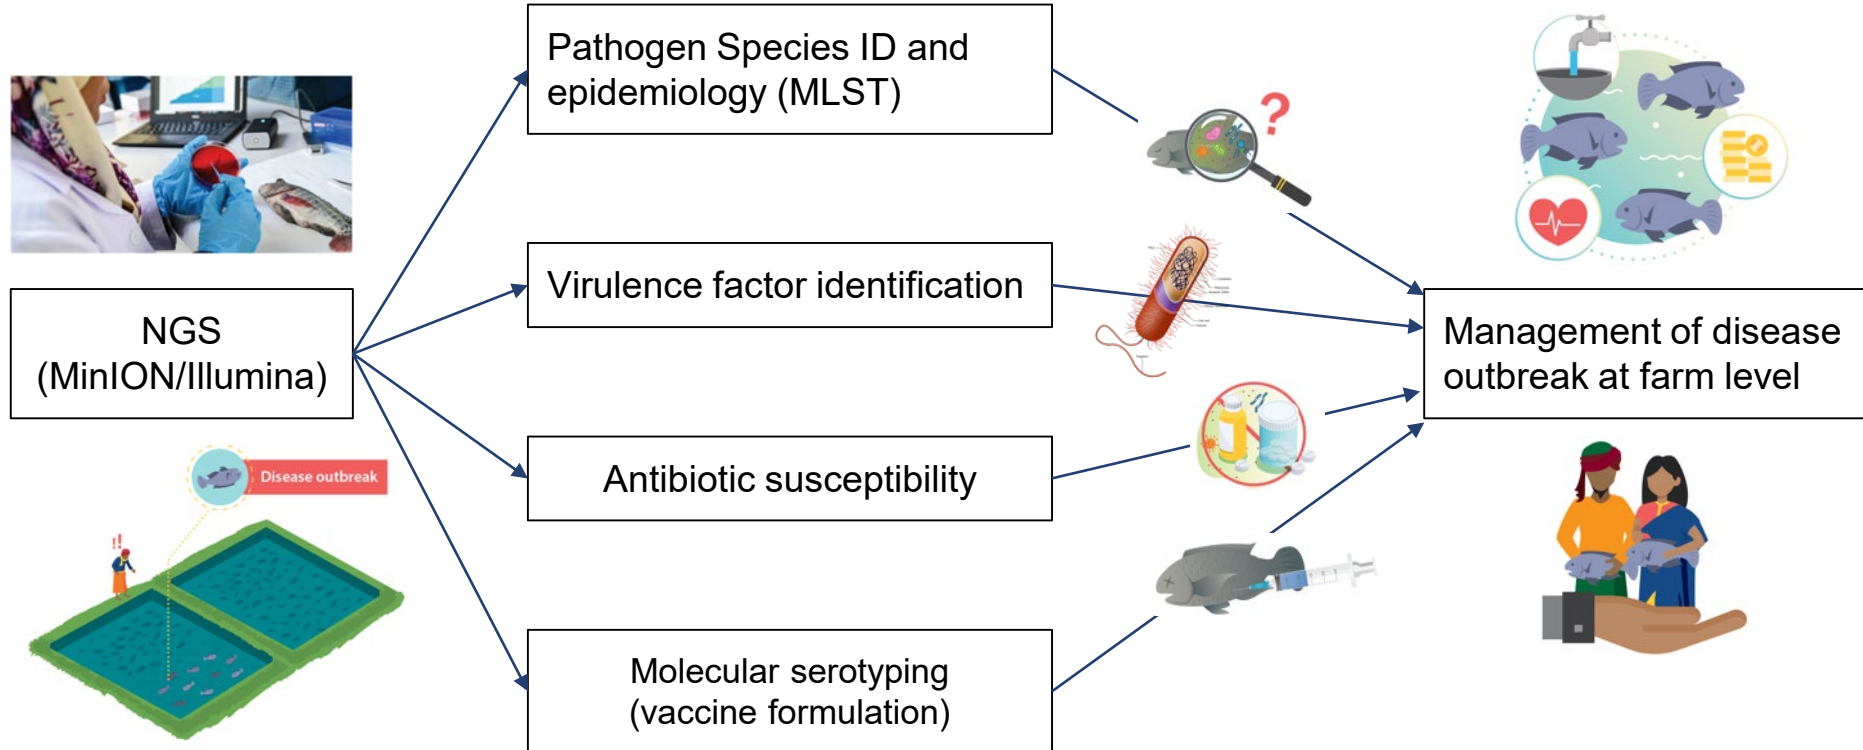 Pathogen Species ID and
epidemiology (MLST)
?
Virulence factor identification
NGS
(MinION/Illumina)
Management of disease
outbreak at farm level
Antibiotic susceptibility
Disease outbreak
!!
Molecular serotyping
(vaccine formulation)